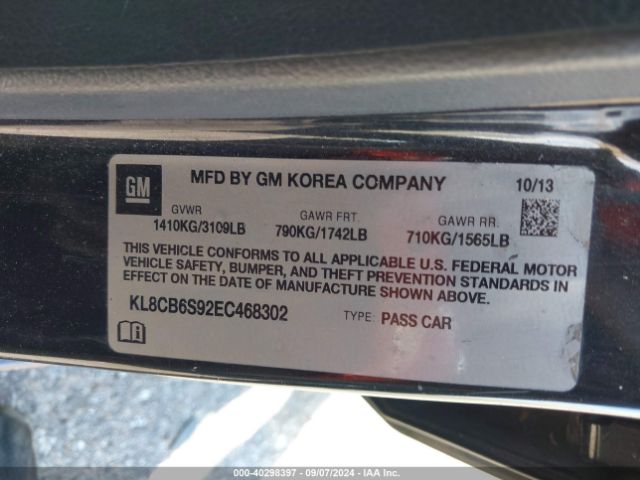 GM
MFD BY GM KOREA COMPANY
10/13
GVWR
1410KG/3109LB
GAWR FRT.
790KG/1742LB
GAWR RR.
710KG/1565LB
THIS VEHICLE CONFORMS TO ALL APPLICABLE U.S. FEDERAL MOTOR
VEHICLE SAFETY, BUMPER, AND THEFT PREVENTION STANDARDS IN
EFFECT ON THE DATE OF MANUFACTURE SHOWN ABOVE.
KL8CB6S92EC468302
TYPE: PASS CAR
000-40298397 - 09/07/2024 - IAA Inc.